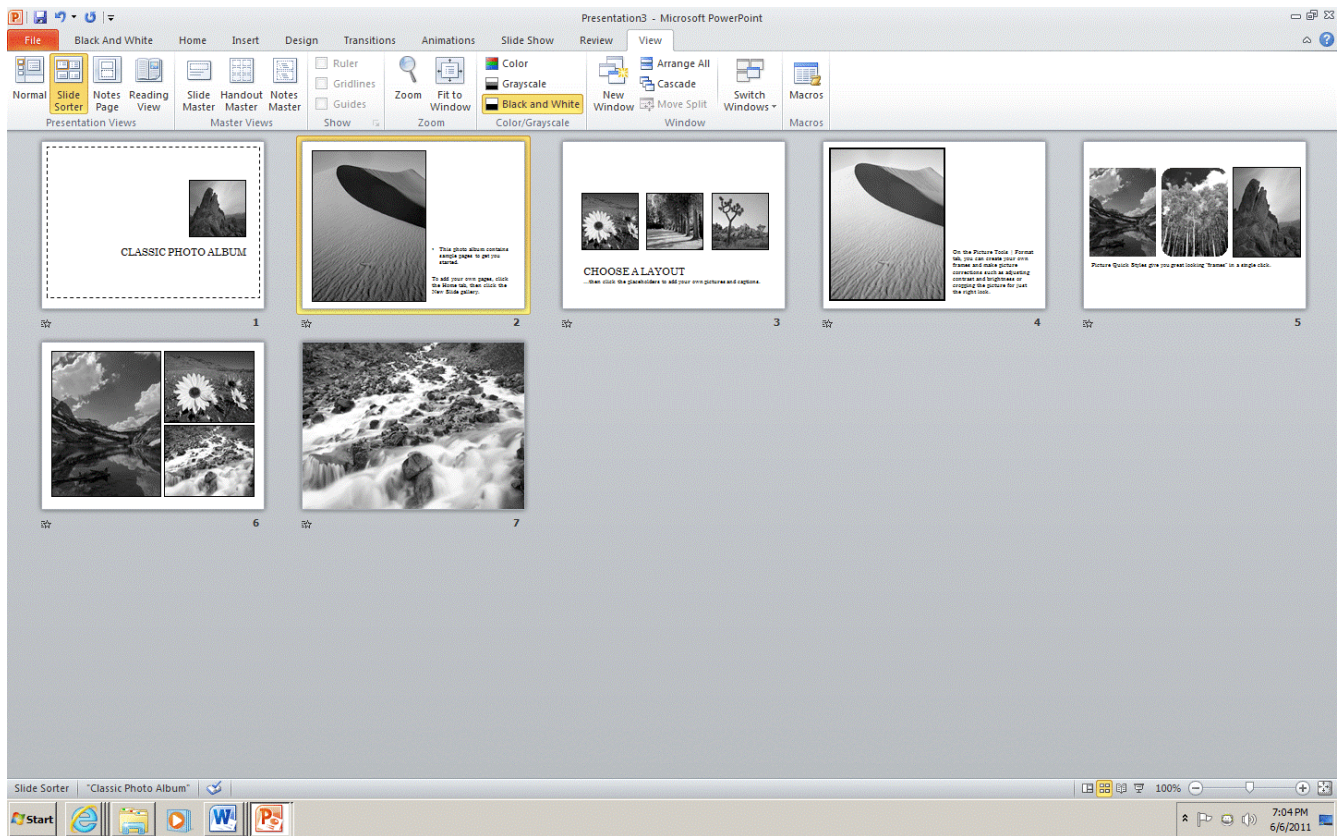 Presentation3 - Microsoft PowerPoint
File Black And White Home Insert Design Transitions Animations Slide Show Review View
Normal
Slide Sorter
Notes Page
Reading View
Presentation Views
Slide Master
Handout Master
Notes Master
Master Views
Ruler
Gridlines
Guides
Show
Zoom
Fit to Window
Zoom
Color
Grayscale
Black and White
Color/Grayscale
New Window
Arrange All
Cascade
Move Split
Switch Windows
Window
Macros
Macros
CLASSIC PHOTO ALBUM
1
• This photo album contains
sample pages to get you
started.
To add your own pages, click
the Home tab, then click the
New Slide gallery.
2
CHOOSE A LAYOUT
...then click the placeholders to add your own pictures and captions.
3
On the Picture Tools | Format
tab, you can create your own
frames and make picture
corrections such as adjusting
contrast and brightness or
cropping the picture for just
the right look.
4
Picture Quick Styles give you great looking "frames" in a single click.
5
6
7
Slide Sorter "Classic Photo Album" 100%
Start 7:04 PM
6/6/2011